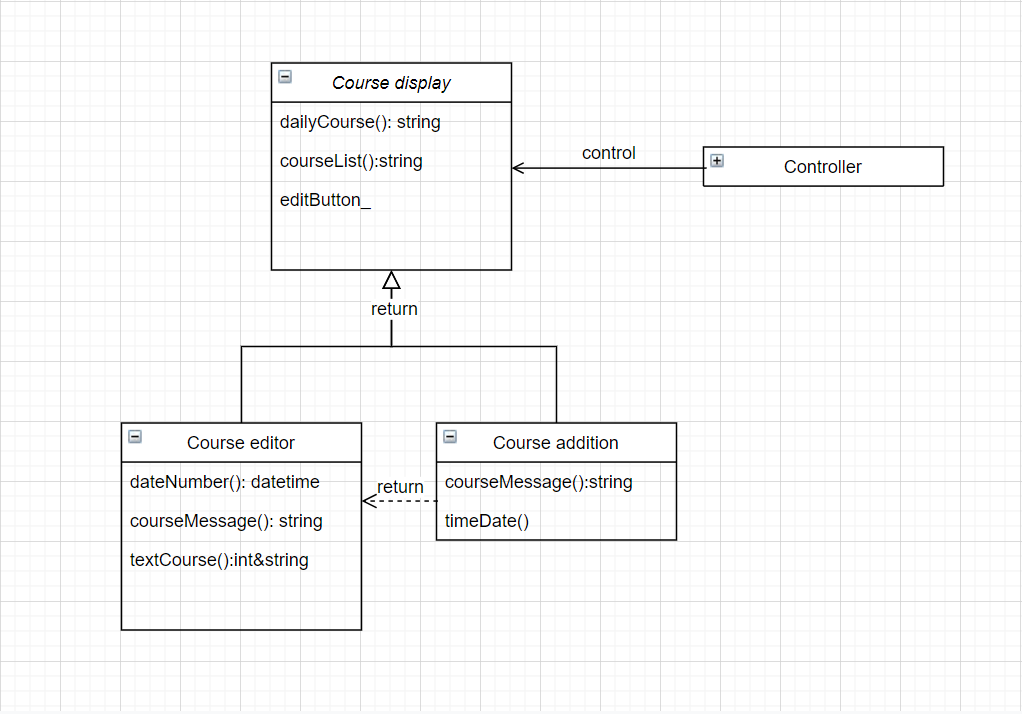 Course display
dailyCourse(): string
courseList():string
editButton_
control
Controller
return
Course editor
dateNumber(): datetime
courseMessage(): string
textCourse():int&string
return
Course addition
courseMessage():string
timeDate()